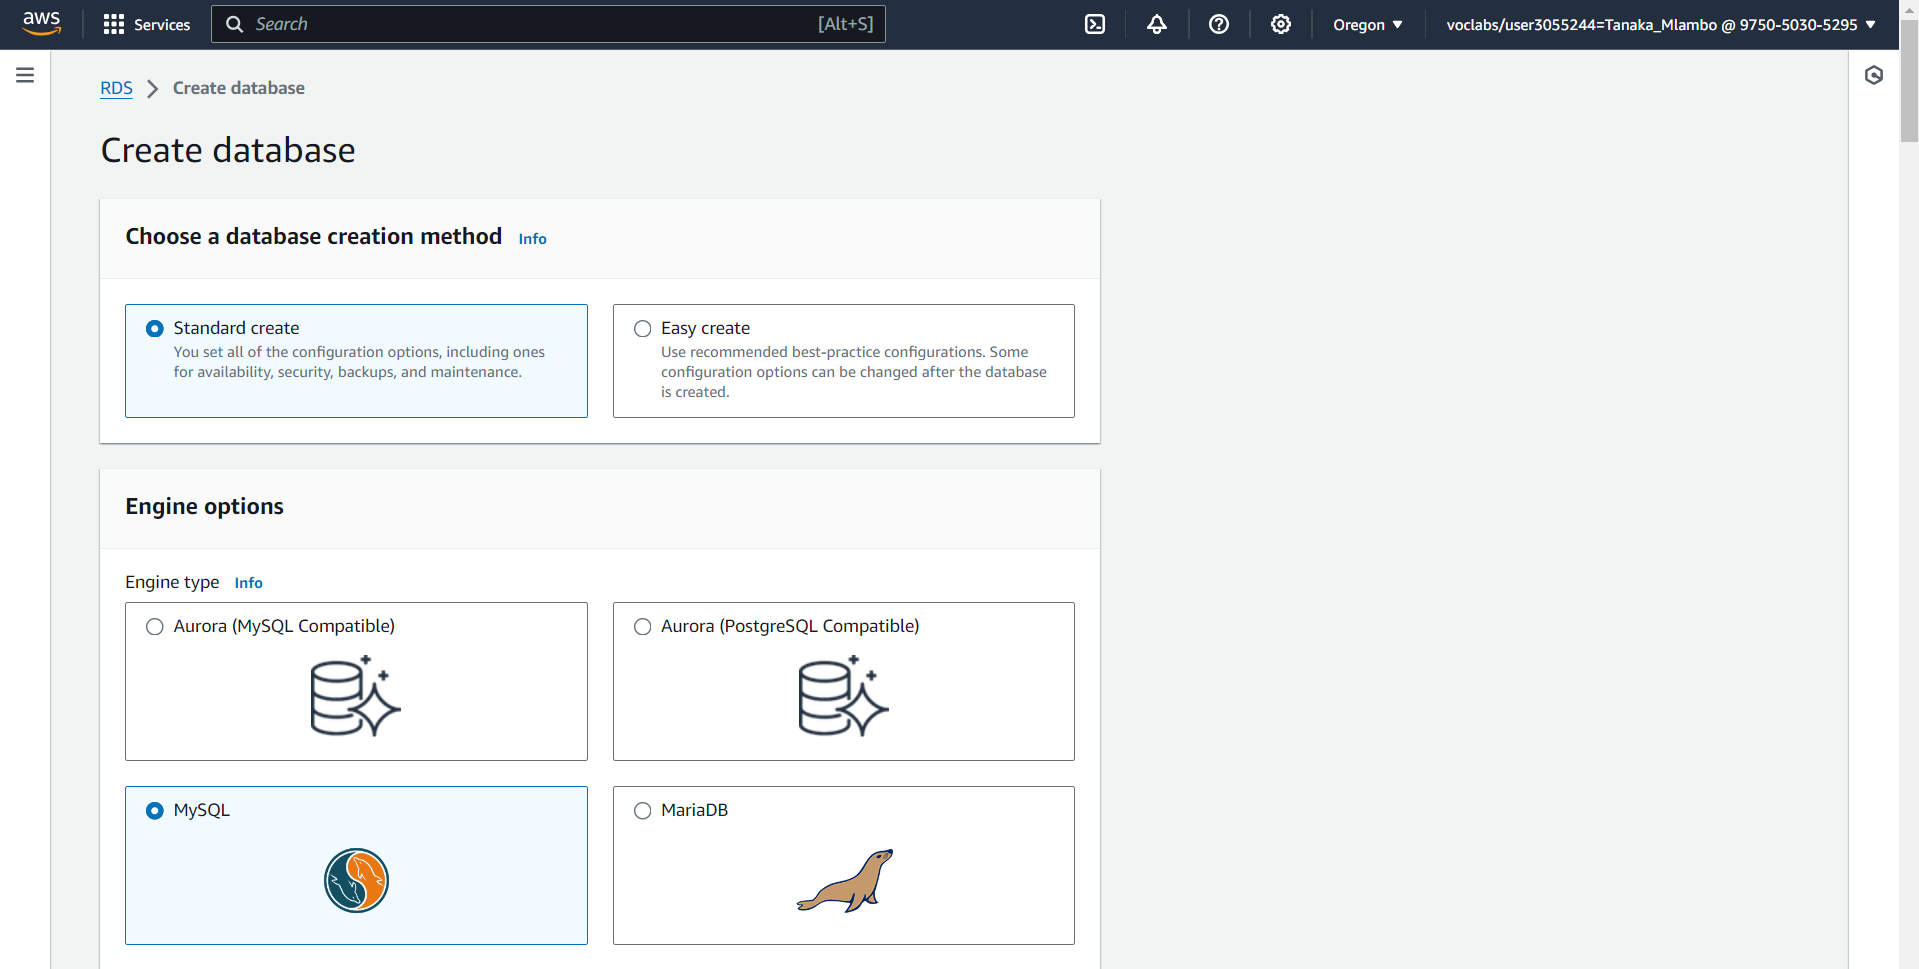 aws Services Search [Alt+S] Oregon voclabs/user3055244=Tanaka_Mlambo @ 9750-5030-5295
RDS Create database
Create database
Choose a database creation method Info
Standard create
You set all of the configuration options, including ones
for availability, security, backups, and maintenance.
Easy create
Use recommended best-practice configurations. Some
configuration options can be changed after the database
is created.
Engine options
Engine type Info
Aurora (MySQL Compatible)
Aurora (PostgreSQL Compatible)
MySQL
MariaDB